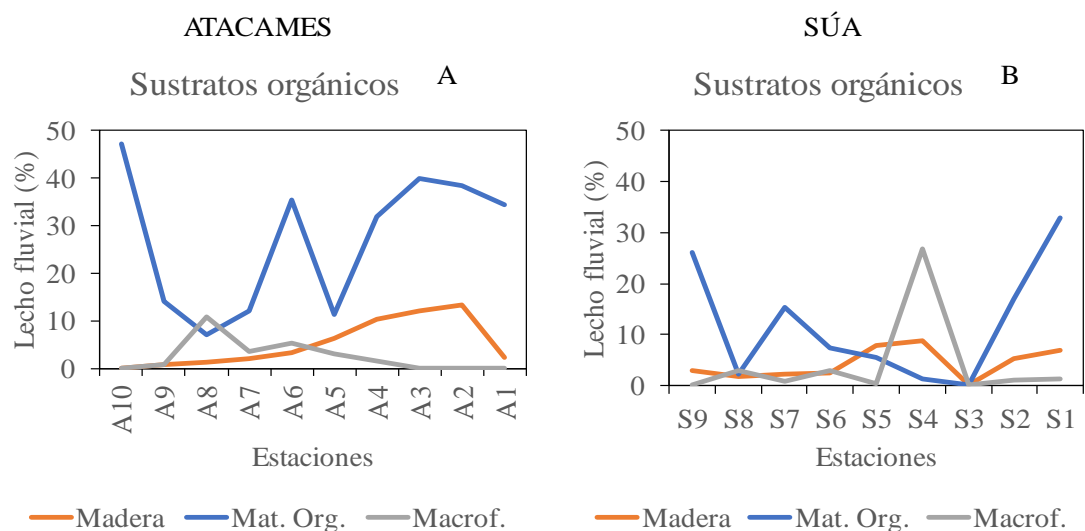 ATACAMES
Sustratos orgánicos A
50
40
30
20
10
0
Lecho fluvial (%)
A10 A9 A8 A7 A6 A5 A4 A3 A2 A1
Estaciones
Madera Mat. Org. Macrof.
SÚA
Sustratos orgánicos B
50
40
30
20
10
0
Lecho fluvial (%)
S9 S8 S7 S6 S5 S4 S3 S2 S1
Estaciones
Madera Mat. Org. Macrof.